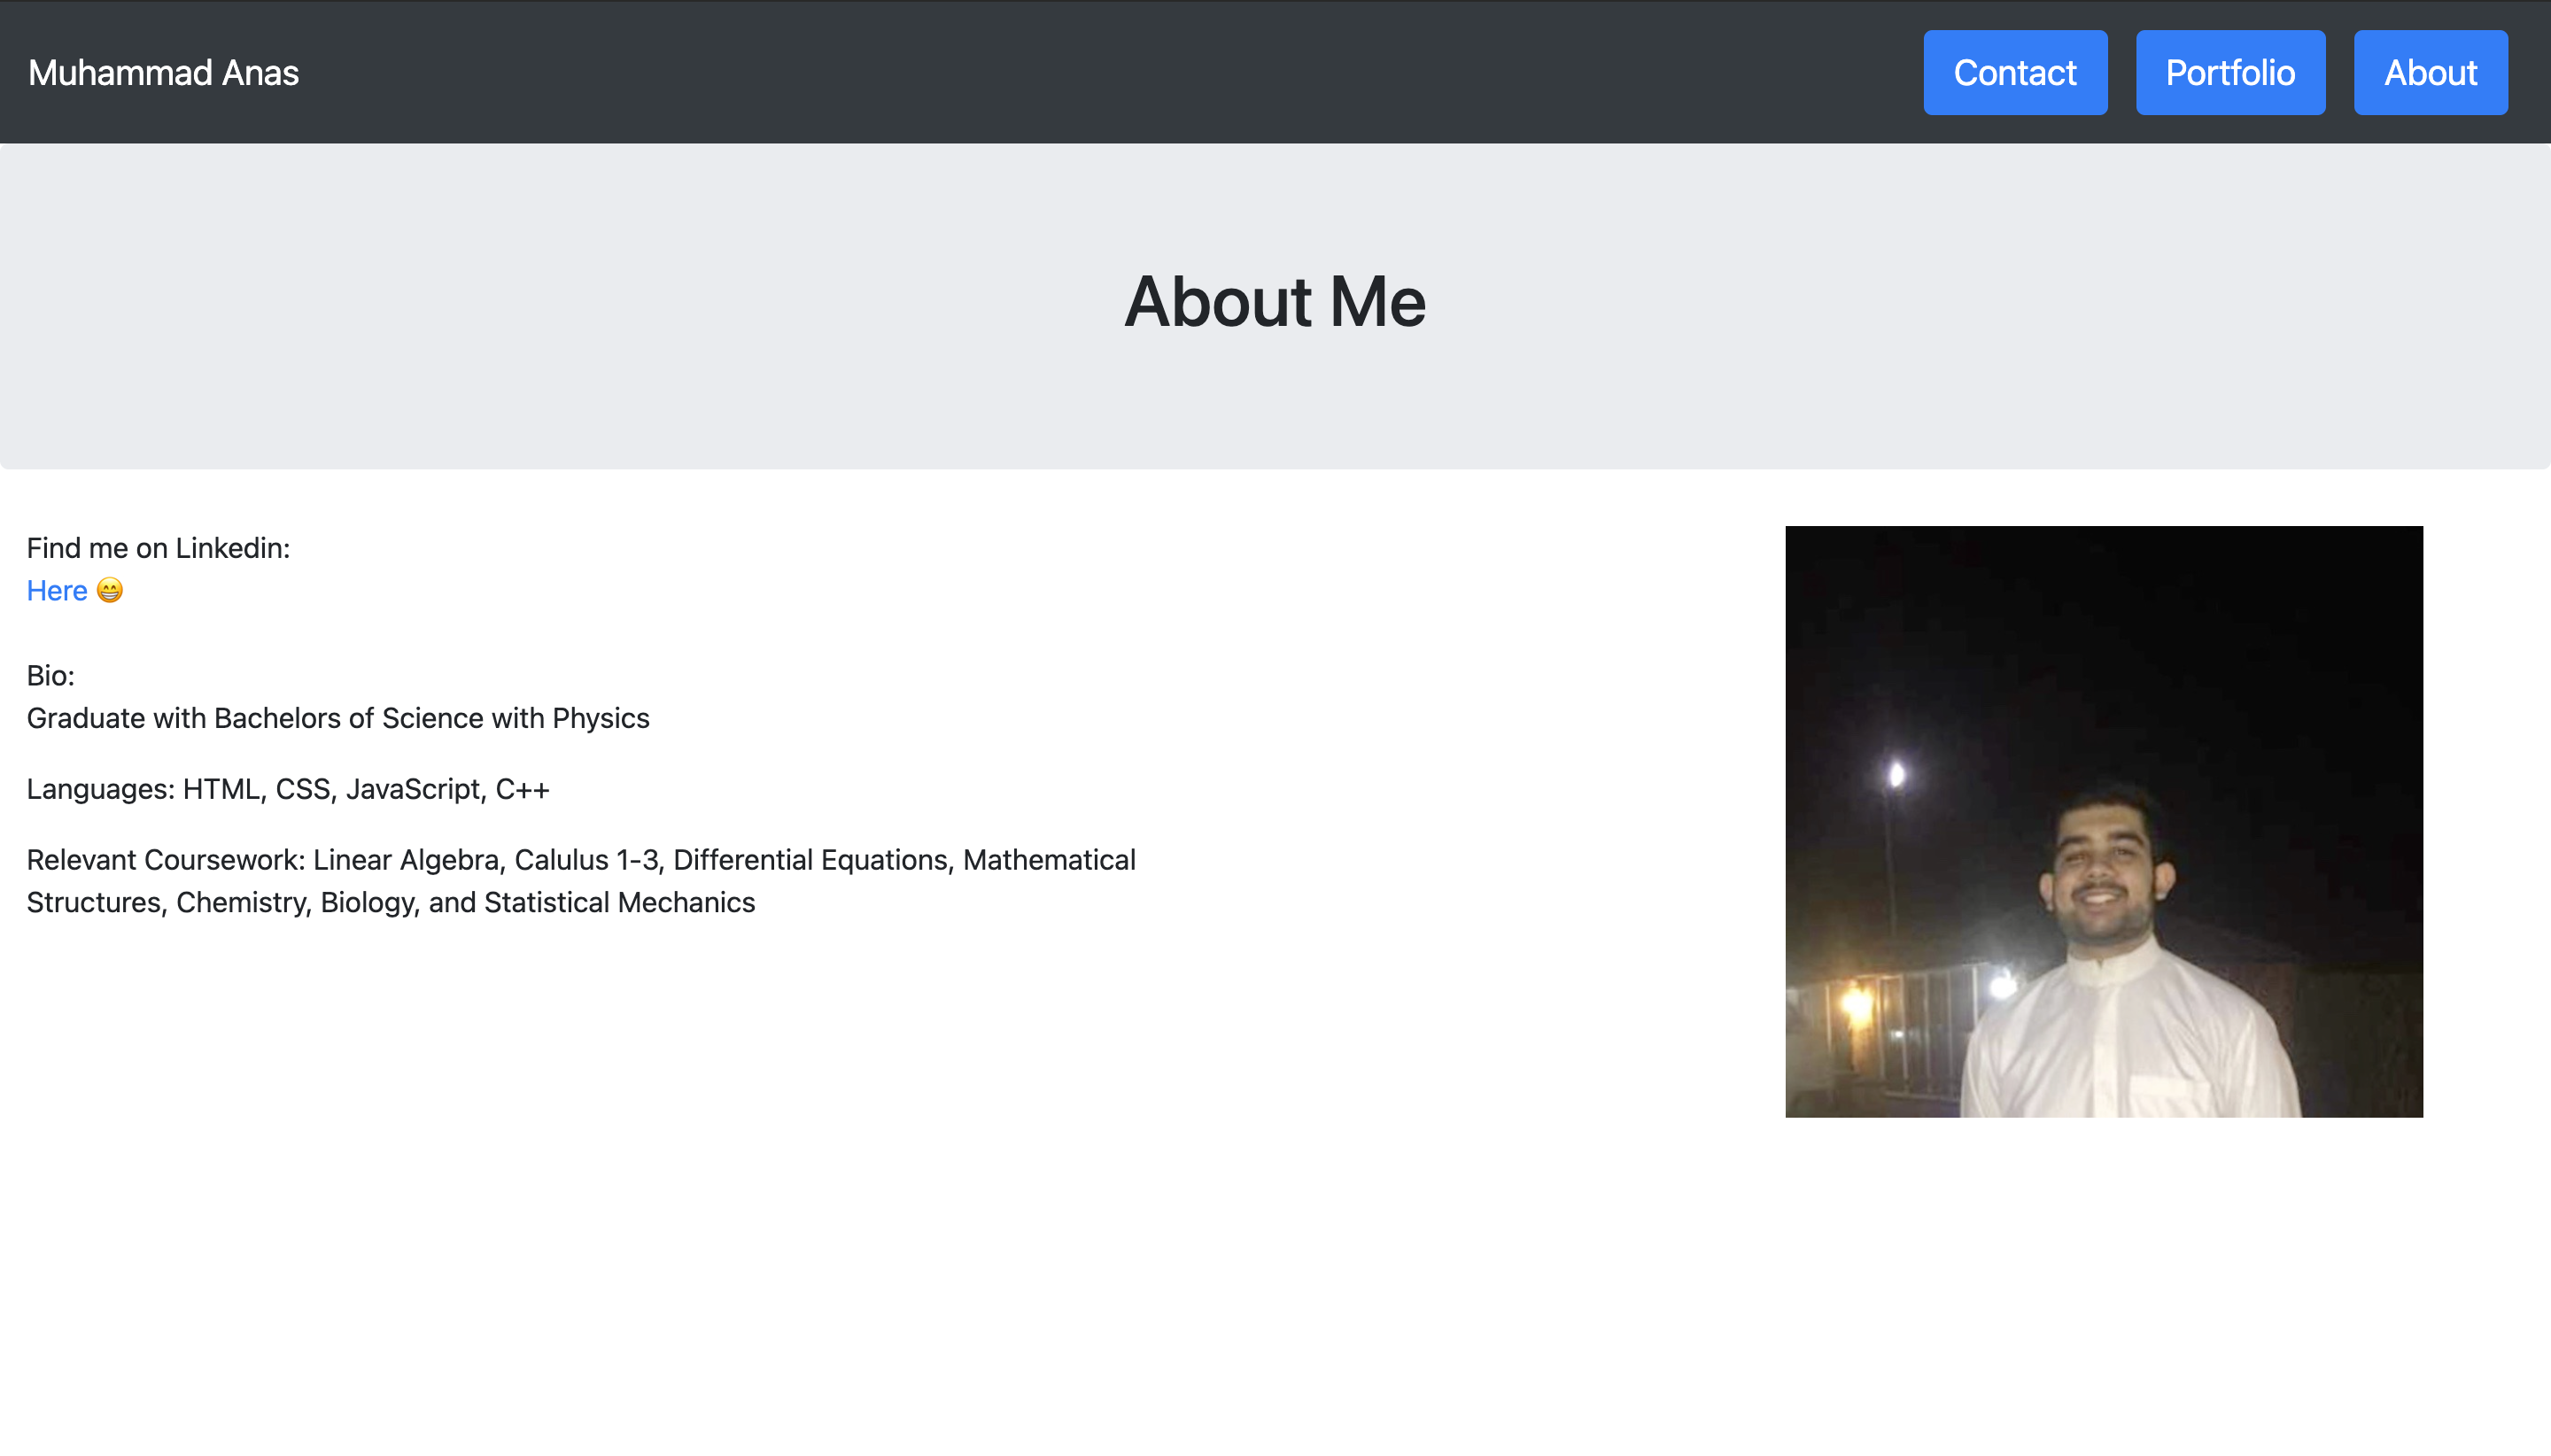 Muhammad Anas
Contact
Portfolio
About
About Me
Find me on Linkedin:
Here 😁
Bio:
Graduate with Bachelors of Science with Physics
Languages: HTML, CSS, JavaScript, C++
Relevant Coursework: Linear Algebra, Calulus 1-3, Differential Equations, Mathematical
Structures, Chemistry, Biology, and Statistical Mechanics